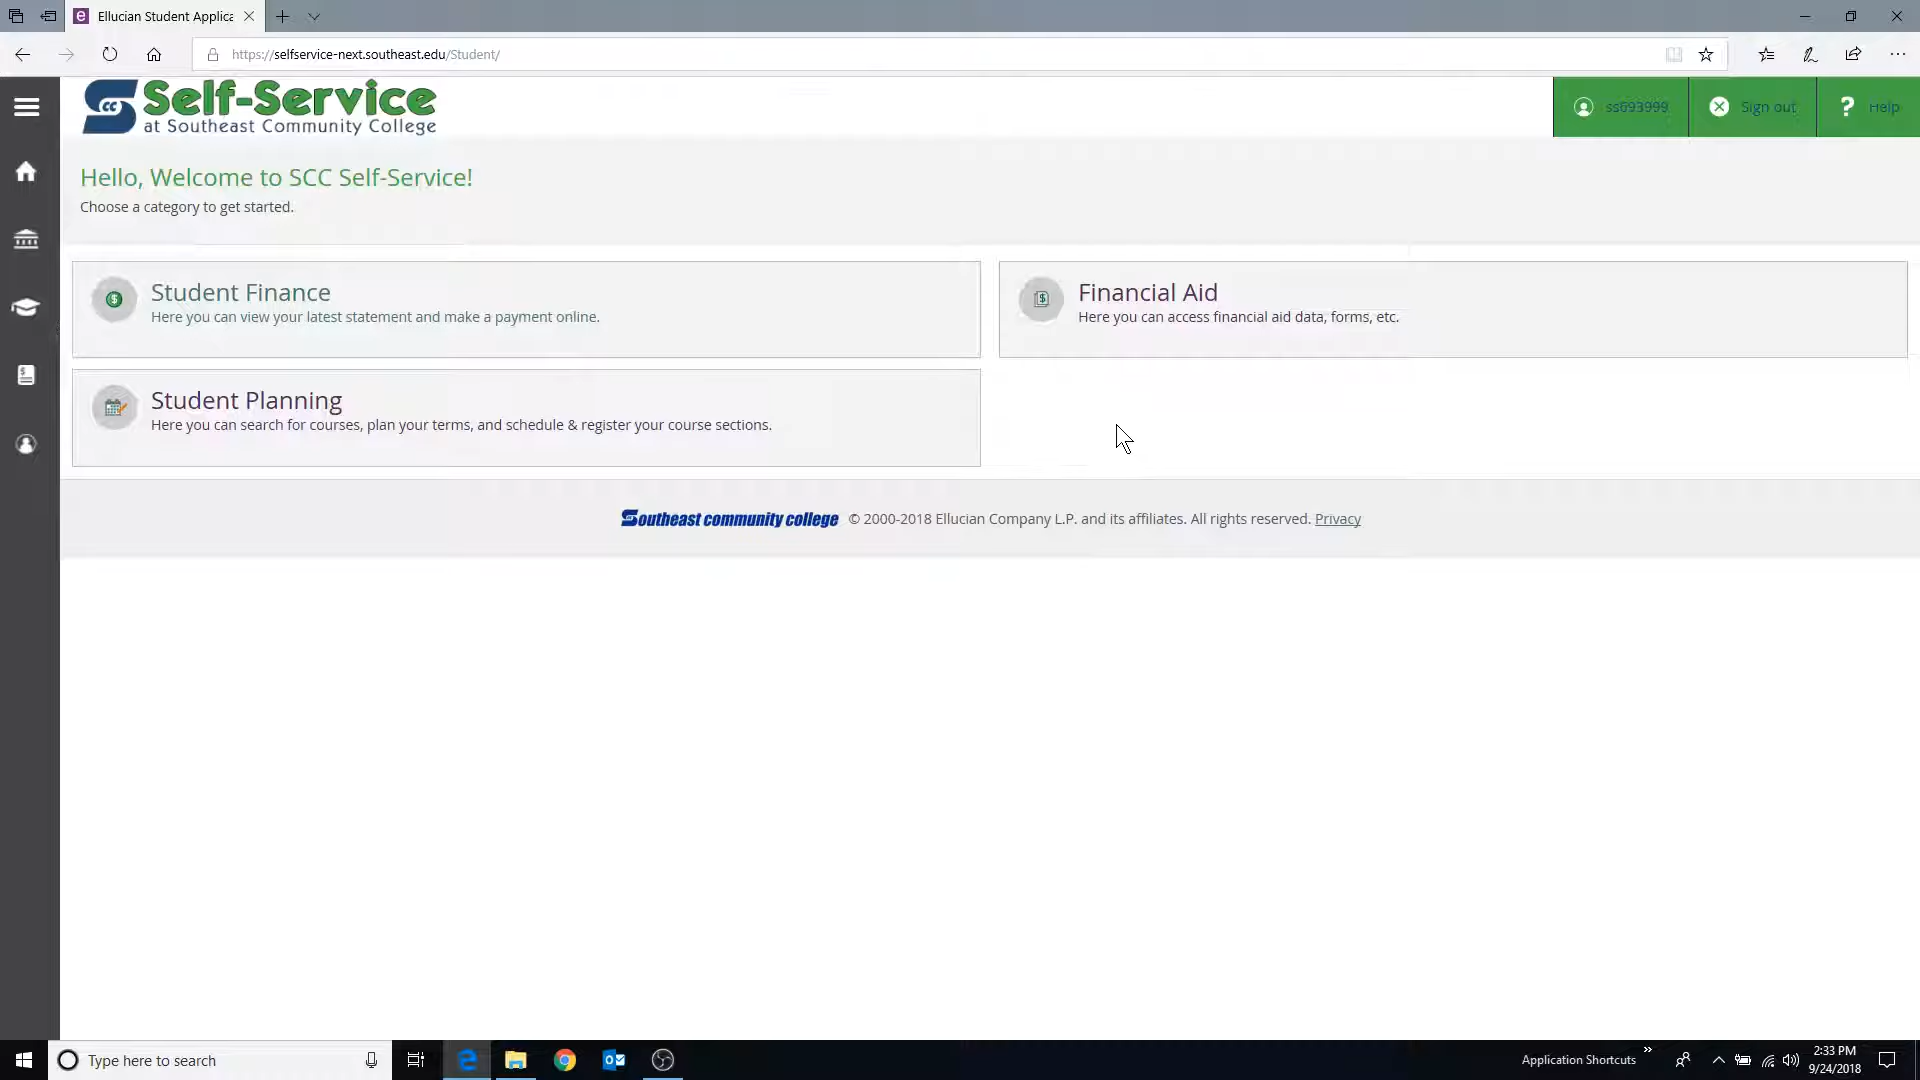 Ellucian Student Applica
https://selfservice-next.southeast.edu/Student/
SCC
Self-Service
at Southeast Community College
ss693999
Sign out
? Help
Hello, Welcome to SCC Self-Service!
Choose a category to get started.
Student Finance
Here you can view your latest statement and make a payment online.
Financial Aid
Here you can access financial aid data, forms, etc.
Student Planning
Here you can search for courses, plan your terms, and schedule & register your course sections.
Southeast community college © 2000-2018 Ellucian Company L.P. and its affiliates. All rights reserved. Privacy
Type here to search
Application Shortcuts
2:33 PM
9/24/2018